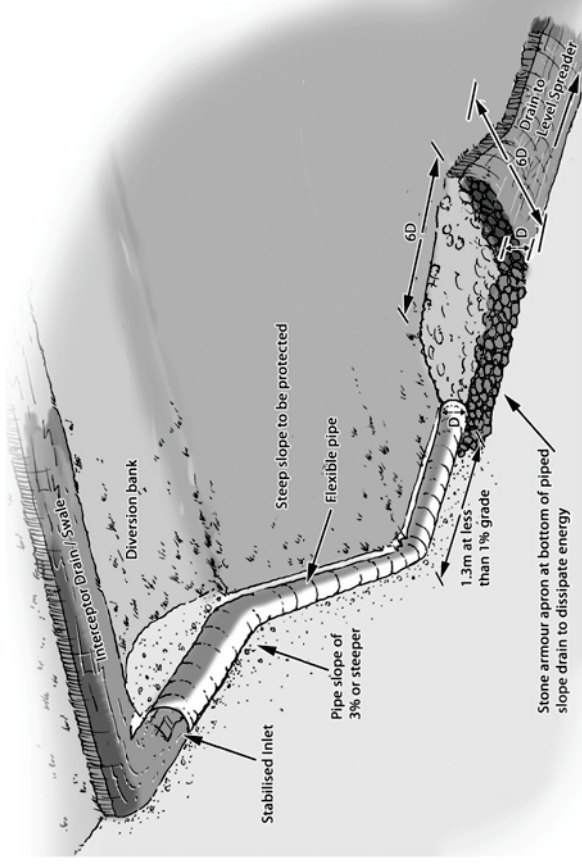 Interceptor Drain / Swale
Diversion bank
Steep slope to be protected
Flexible pipe
Stabilised Inlet
Pipe slope of
3% or steeper
1.3m at less
than 1% grade
D
6D
D
6D
Drain to
Level Spreader
Stone armour apron at bottom of piped
slope drain to dissipate energy